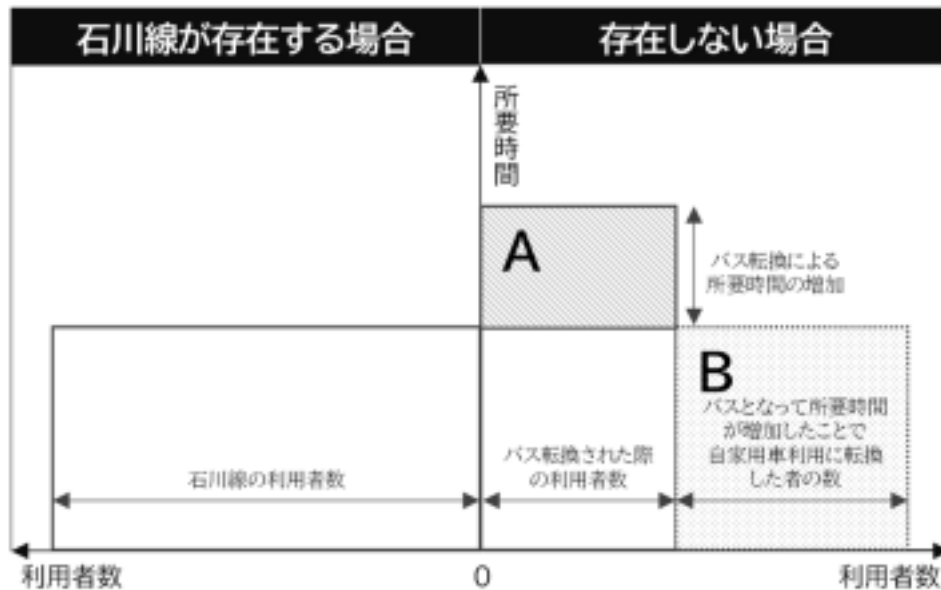 石川線が存在する場合
存在しない場合
所要時間
A
バス転換による
所要時間の増加
B
バスとなって所要時間
が増加したことで
自家用車利用に転換
した者の数
石川線の利用者数
バス転換された際
の利用者数
利用者数
0
利用者数